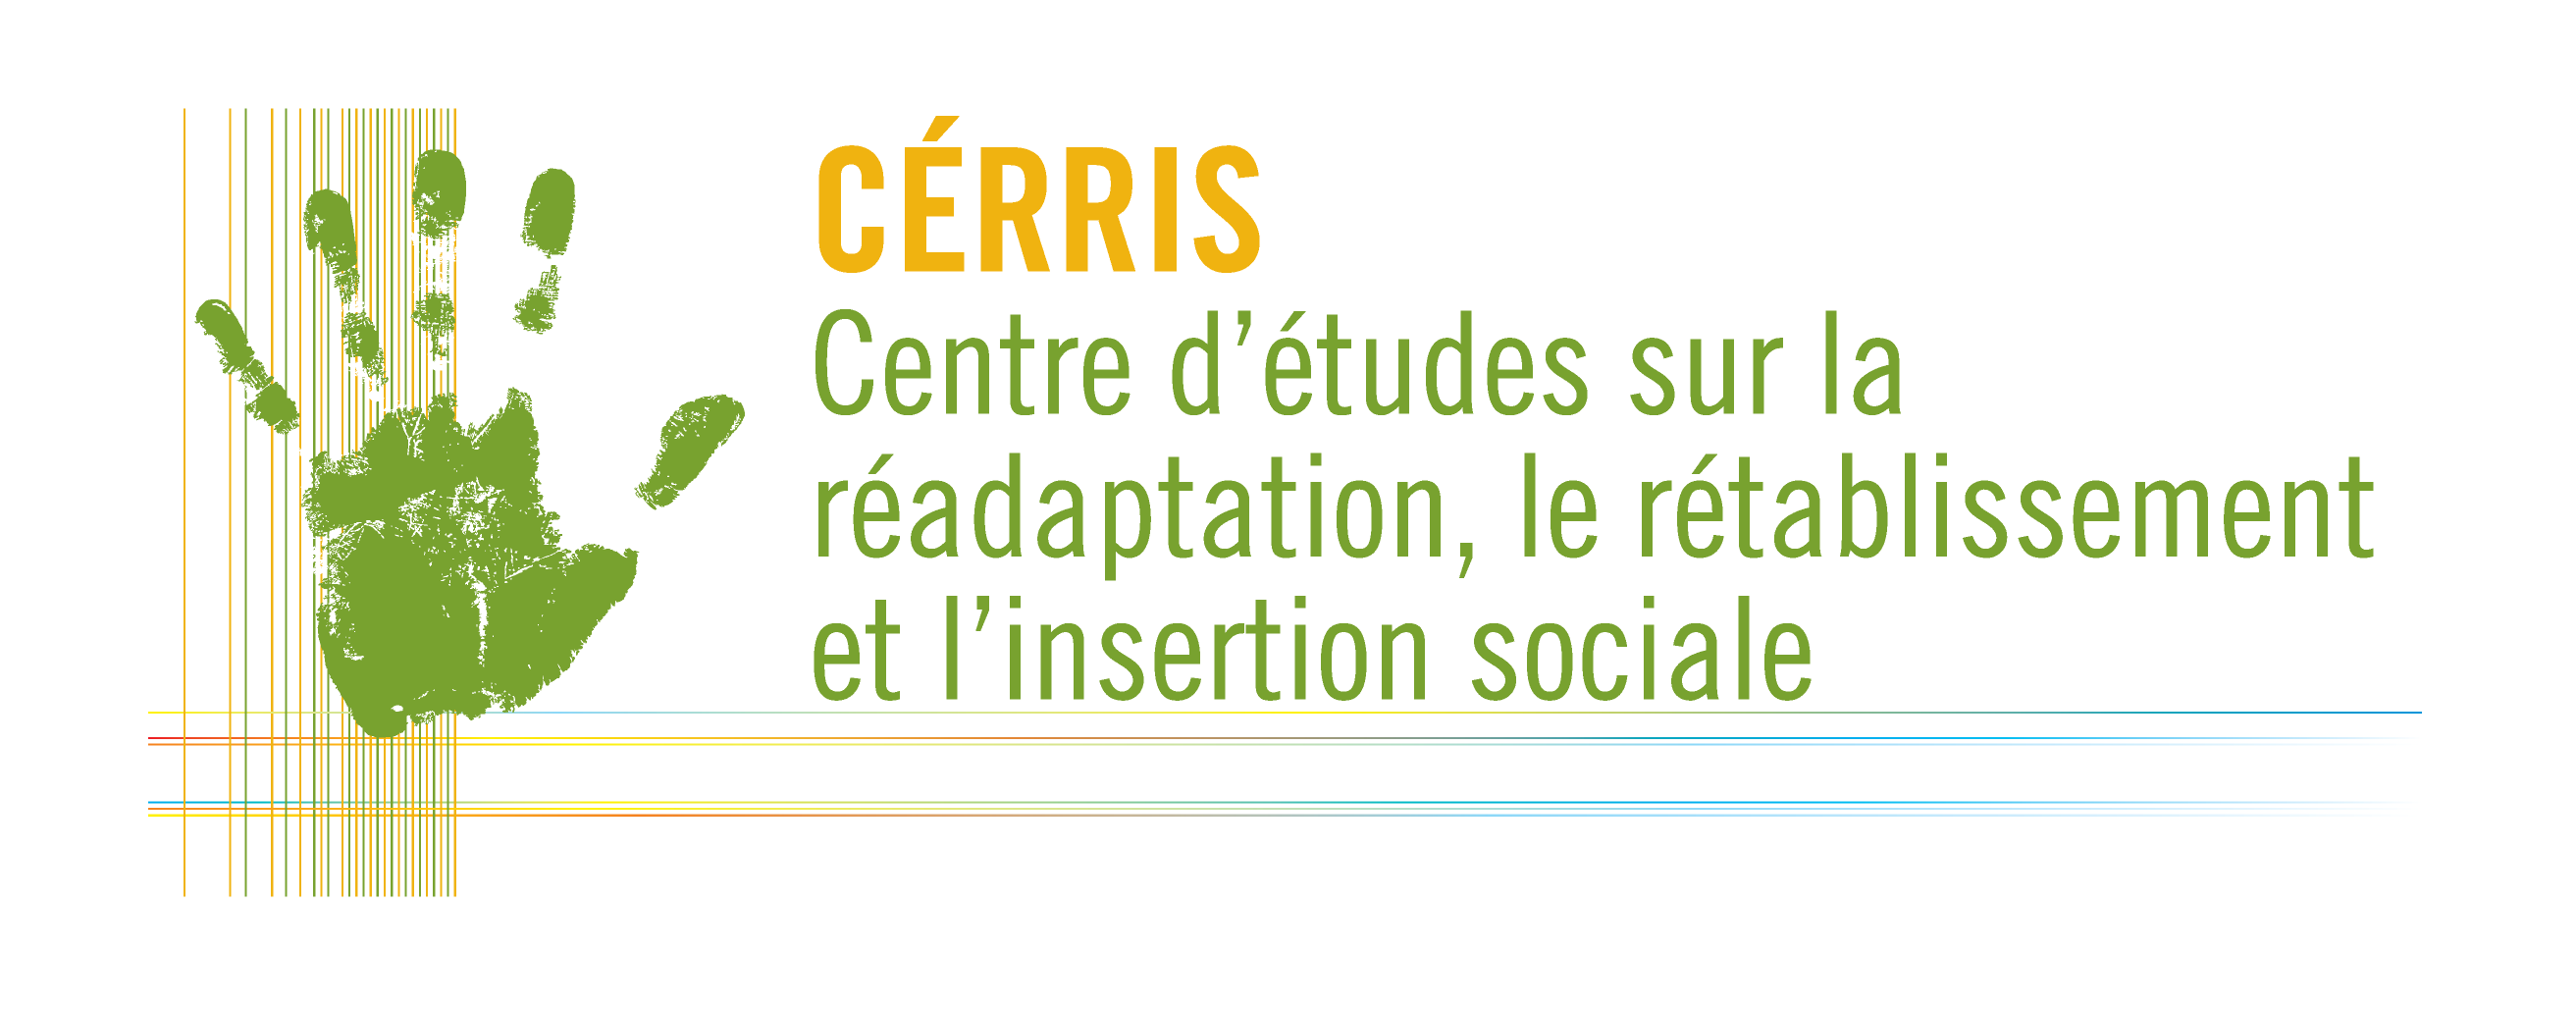 CÉRRIS
Centre d’études sur la
réadaptation, le rétablissement
et l’insertion sociale